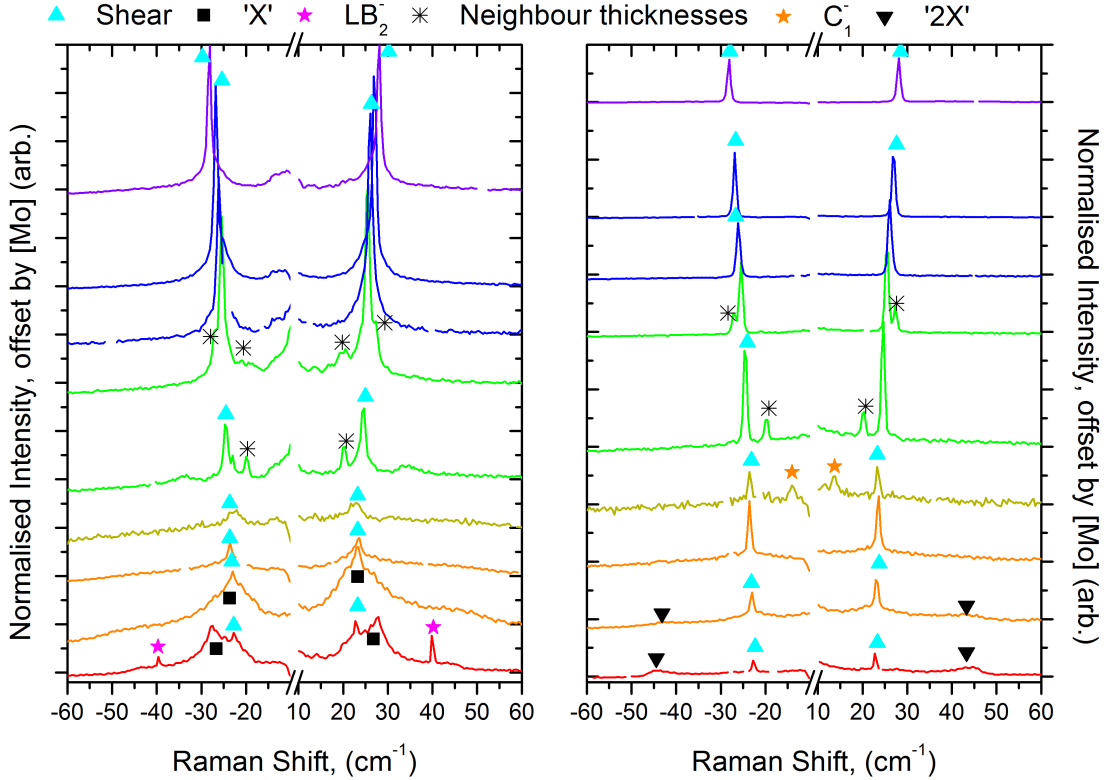 Shear 'X' LB₂⁻ Neighbour thicknesses C₁⁻ '2X'
Normalised Intensity, offset by [Mo] (arb.)
-60 -50 -40 -30 -20 10 20 30 40 50 60
Raman Shift, (cm⁻¹)
-60 -50 -40 -30 -20 10 20 30 40 50 60
Raman Shift, (cm⁻¹)
Normalised Intensity, offset by [Mo] (arb.)